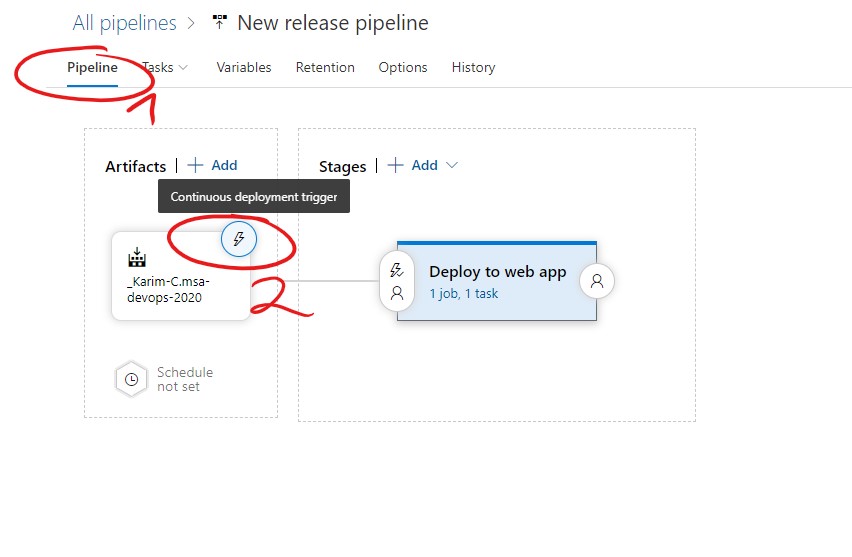 All pipelines > New release pipeline
Pipeline Tasks Variables Retention Options History
1
Artifacts | + Add
Stages | + Add
Continuous deployment trigger
_Karim-C.msa-
devops-2020
2
Deploy to web app
1 job, 1 task
Schedule
not set